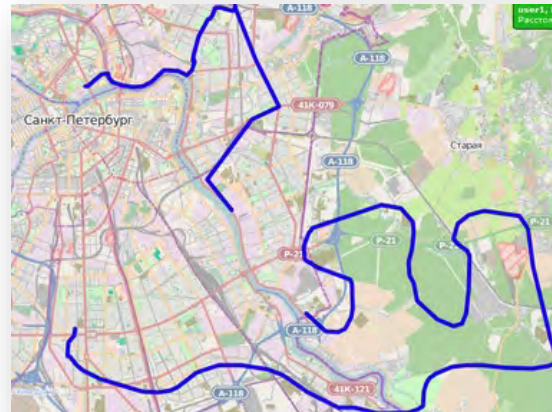 user1,
Расстоя
А-118
А-118
41К-079
Санкт-Петербург
Старая
А-118
Р-21
Р-21
Р-21
А-118
41К-121
А-118